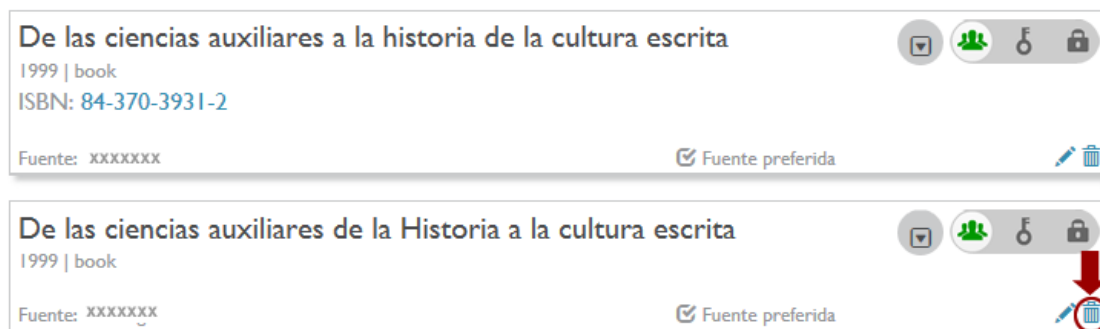 De las ciencias auxiliares a la historia de la cultura escrita
1999 | book
ISBN: 84-370-3931-2
Fuente: xxxxxxx
Fuente preferida
De las ciencias auxiliares de la Historia a la cultura escrita
1999 | book
Fuente: xxxxxxx
Fuente preferida